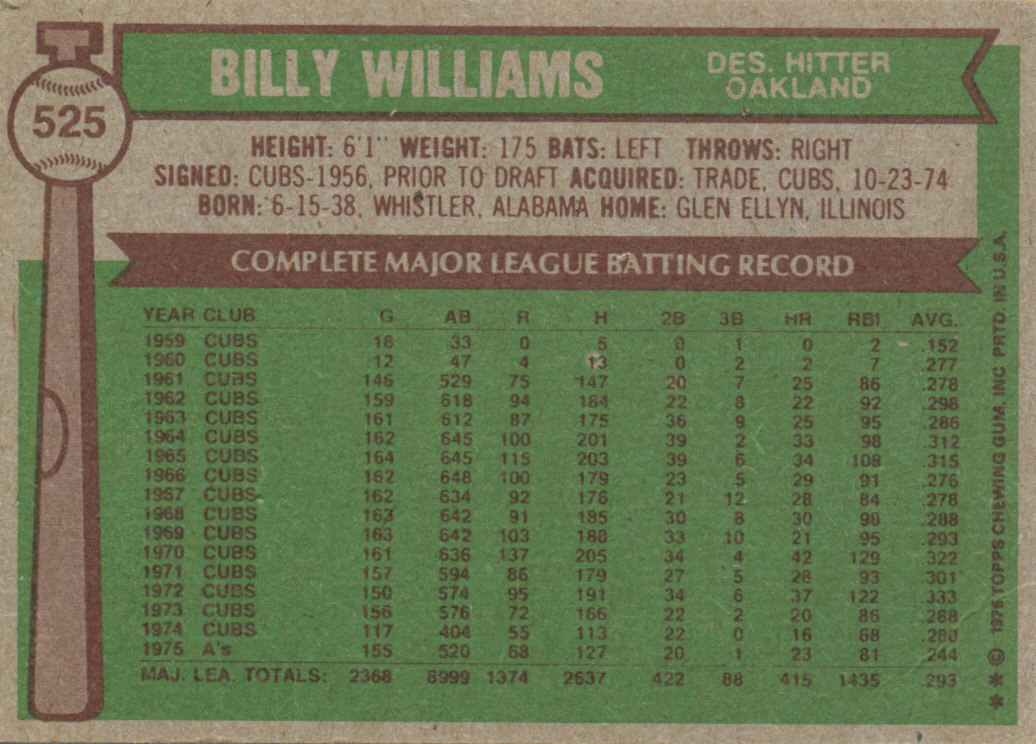 T
525
BILLY WILLIAMS
DES. HITTER
OAKLAND
HEIGHT: 6'1" WEIGHT: 175 BATS: LEFT THROWS: RIGHT
SIGNED: CUBS-1956, PRIOR TO DRAFT ACQUIRED: TRADE, CUBS, 10-23-74
BORN: 6-15-38, WHISTLER, ALABAMA HOME: GLEN ELLYN, ILLINOIS
COMPLETE MAJOR LEAGUE BATTING RECORD
YEAR CLUB G AB R H 2B 3B HR RBI AVG.
1959 CUBS 18 33 0 5 0 1 0 2 .152
1960 CUBS 12 47 4 13 0 2 2 7 .277
1961 CUBS 146 529 75 147 20 7 25 86 .278
1962 CUBS 159 618 94 184 22 8 22 92 .298
1963 CUBS 161 612 87 175 36 9 25 95 .286
1964 CUBS 162 645 100 201 39 2 33 98 .312
1965 CUBS 164 645 115 203 39 6 34 108 .315
1966 CUBS 162 648 100 179 23 5 29 91 .276
1967 CUBS 162 634 92 176 21 12 28 84 .278
1968 CUBS 163 642 91 185 30 8 30 98 .288
1969 CUBS 163 642 103 188 33 10 21 95 .293
1970 CUBS 161 636 137 205 34 4 42 129 .322
1971 CUBS 157 594 86 179 27 5 28 93 .301
1972 CUBS 150 574 95 191 34 6 37 122 .333
1973 CUBS 156 576 72 166 22 2 20 86 .288
1974 CUBS 117 404 55 113 22 0 16 68 .280
1975 A's 155 520 68 127 20 1 23 81 .244
MAJ. LEA. TOTALS: 2368 8999 1374 2637 422 88 415 1435 .293
* * © 1976 TOPPS CHEWING GUM, INC PRTD. IN U.S.A.